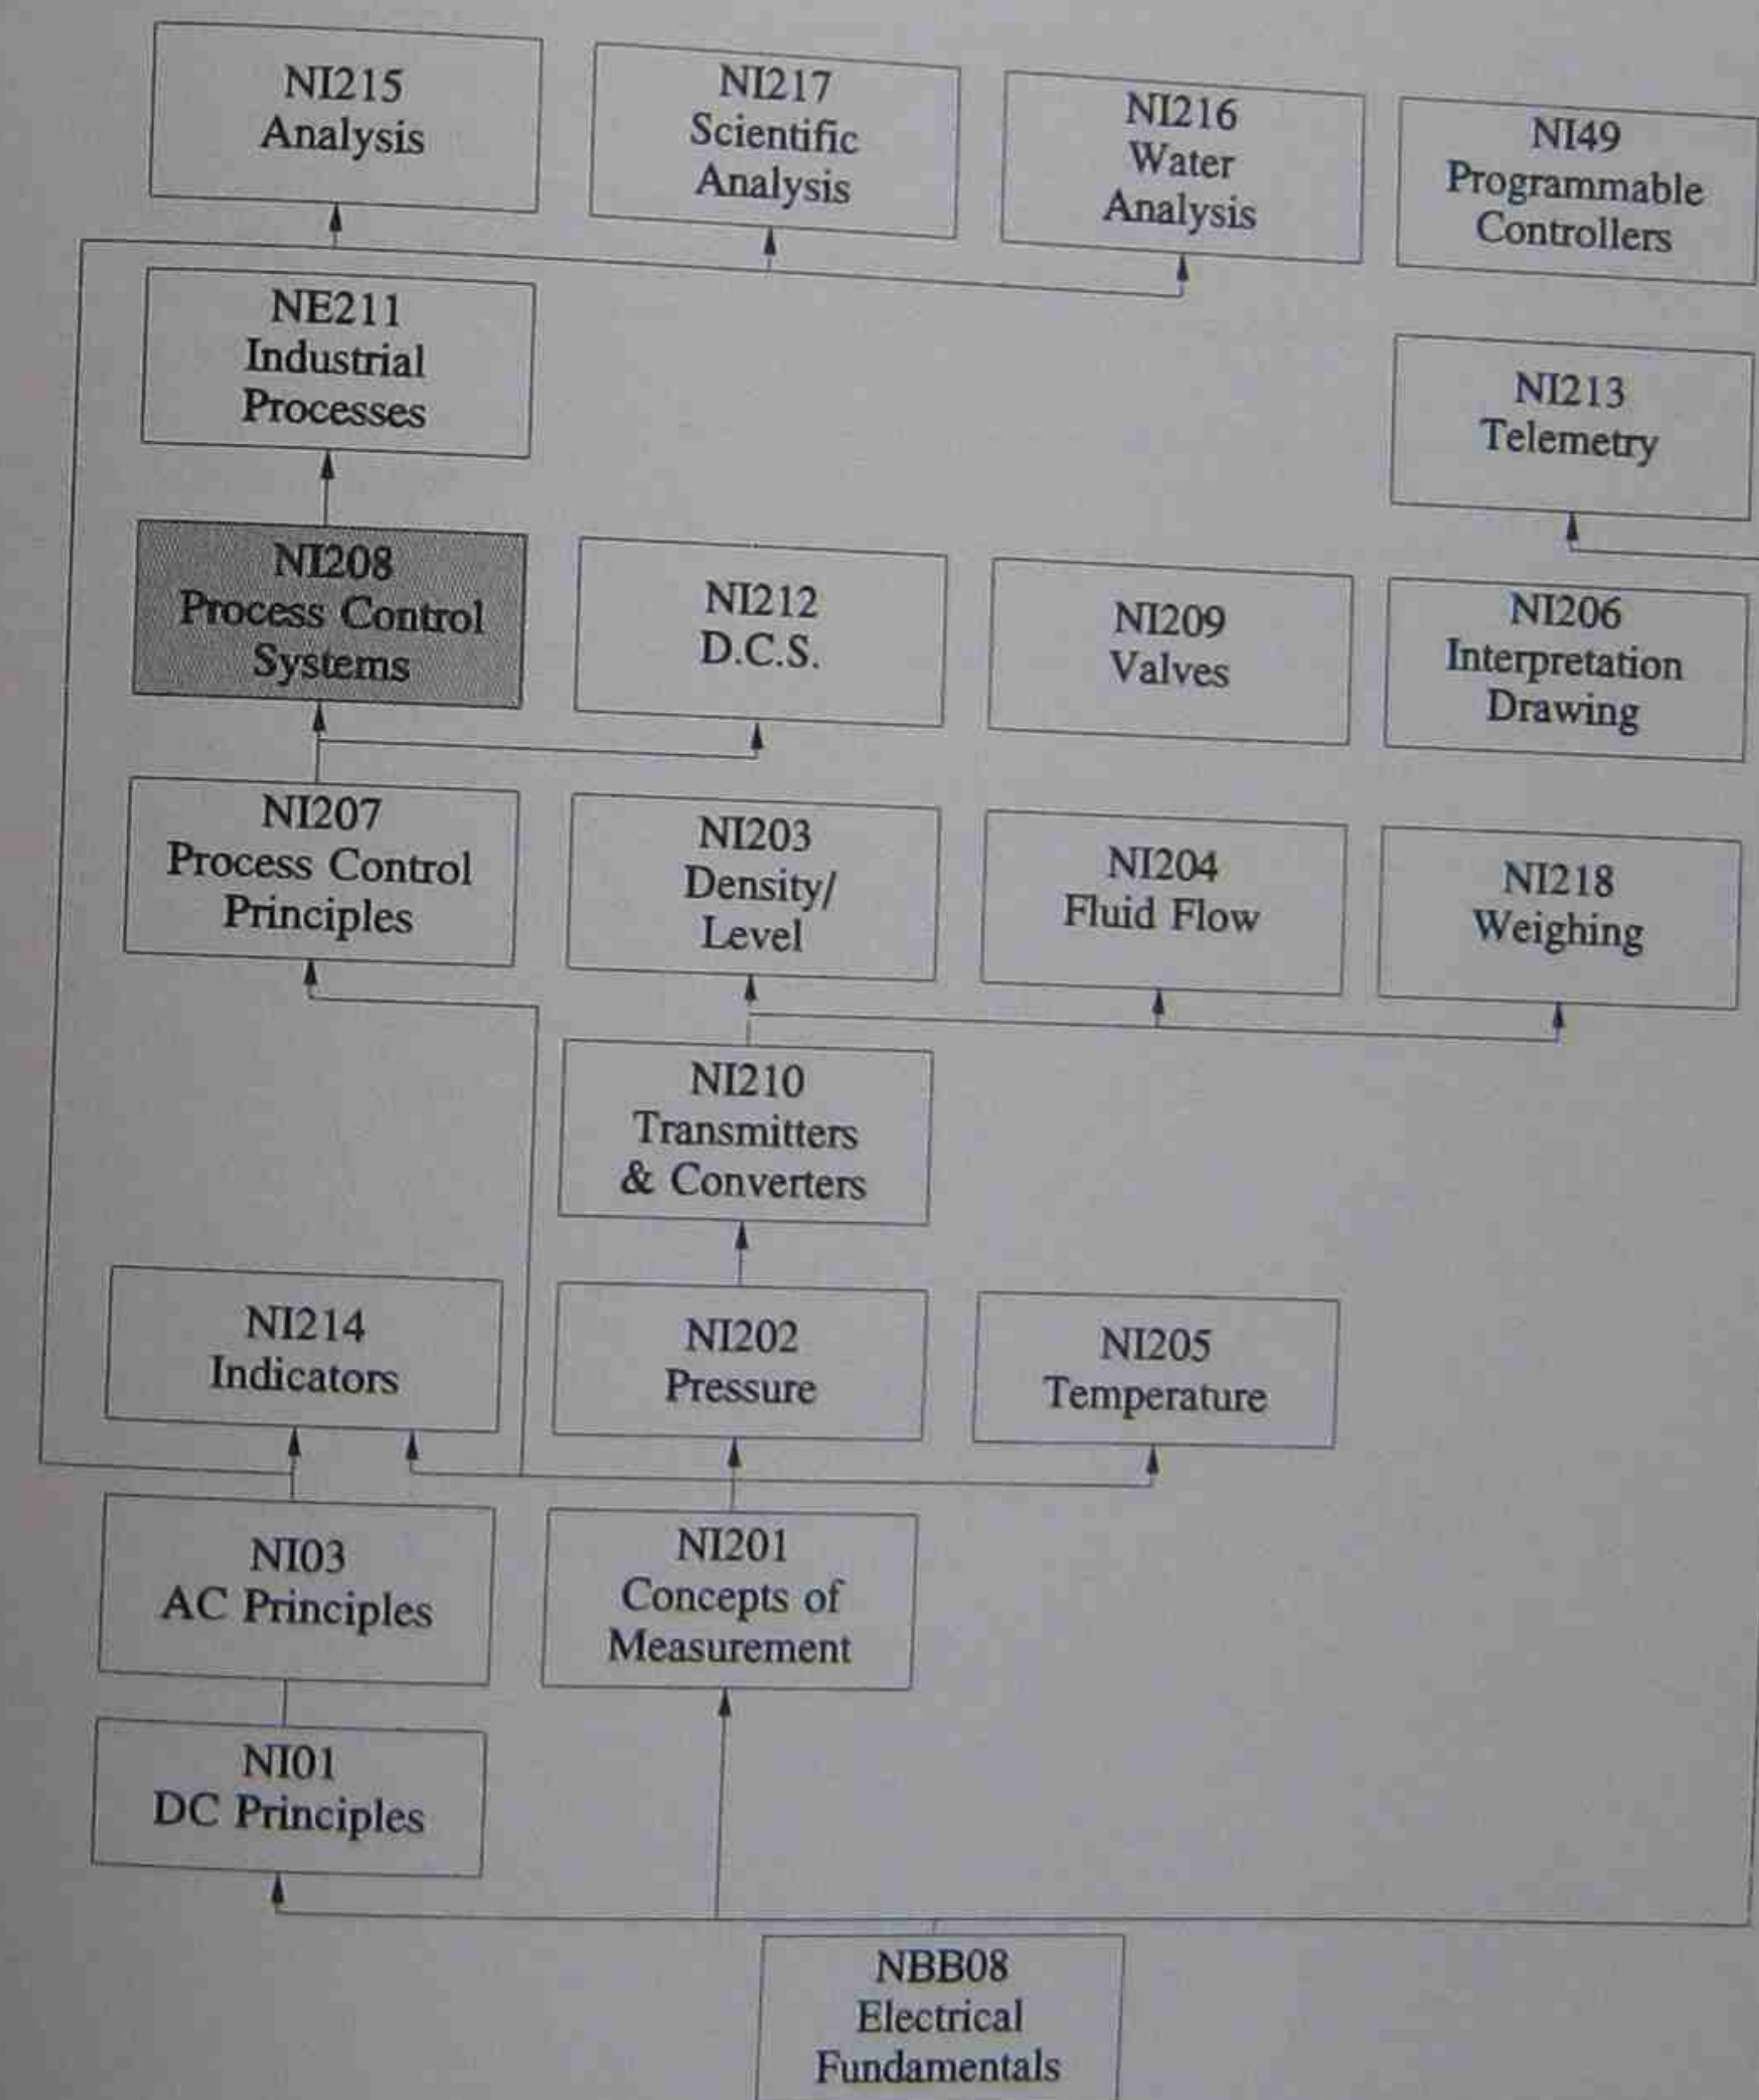 NI215
Analysis
NI217
Scientific
Analysis
NI216
Water
Analysis
NI49
Programmable
Controllers
NE211
Industrial
Processes
NI213
Telemetry
NI208
Process Control
Systems
NI212
D.C.S.
NI209
Valves
NI206
Interpretation
Drawing
NI207
Process Control
Principles
NI203
Density/
Level
NI204
Fluid Flow
NI218
Weighing
NI210
Transmitters
& Converters
NI214
Indicators
NI202
Pressure
NI205
Temperature
NI03
AC Principles
NI201
Concepts of
Measurement
NI01
DC Principles
NBB08
Electrical
Fundamentals